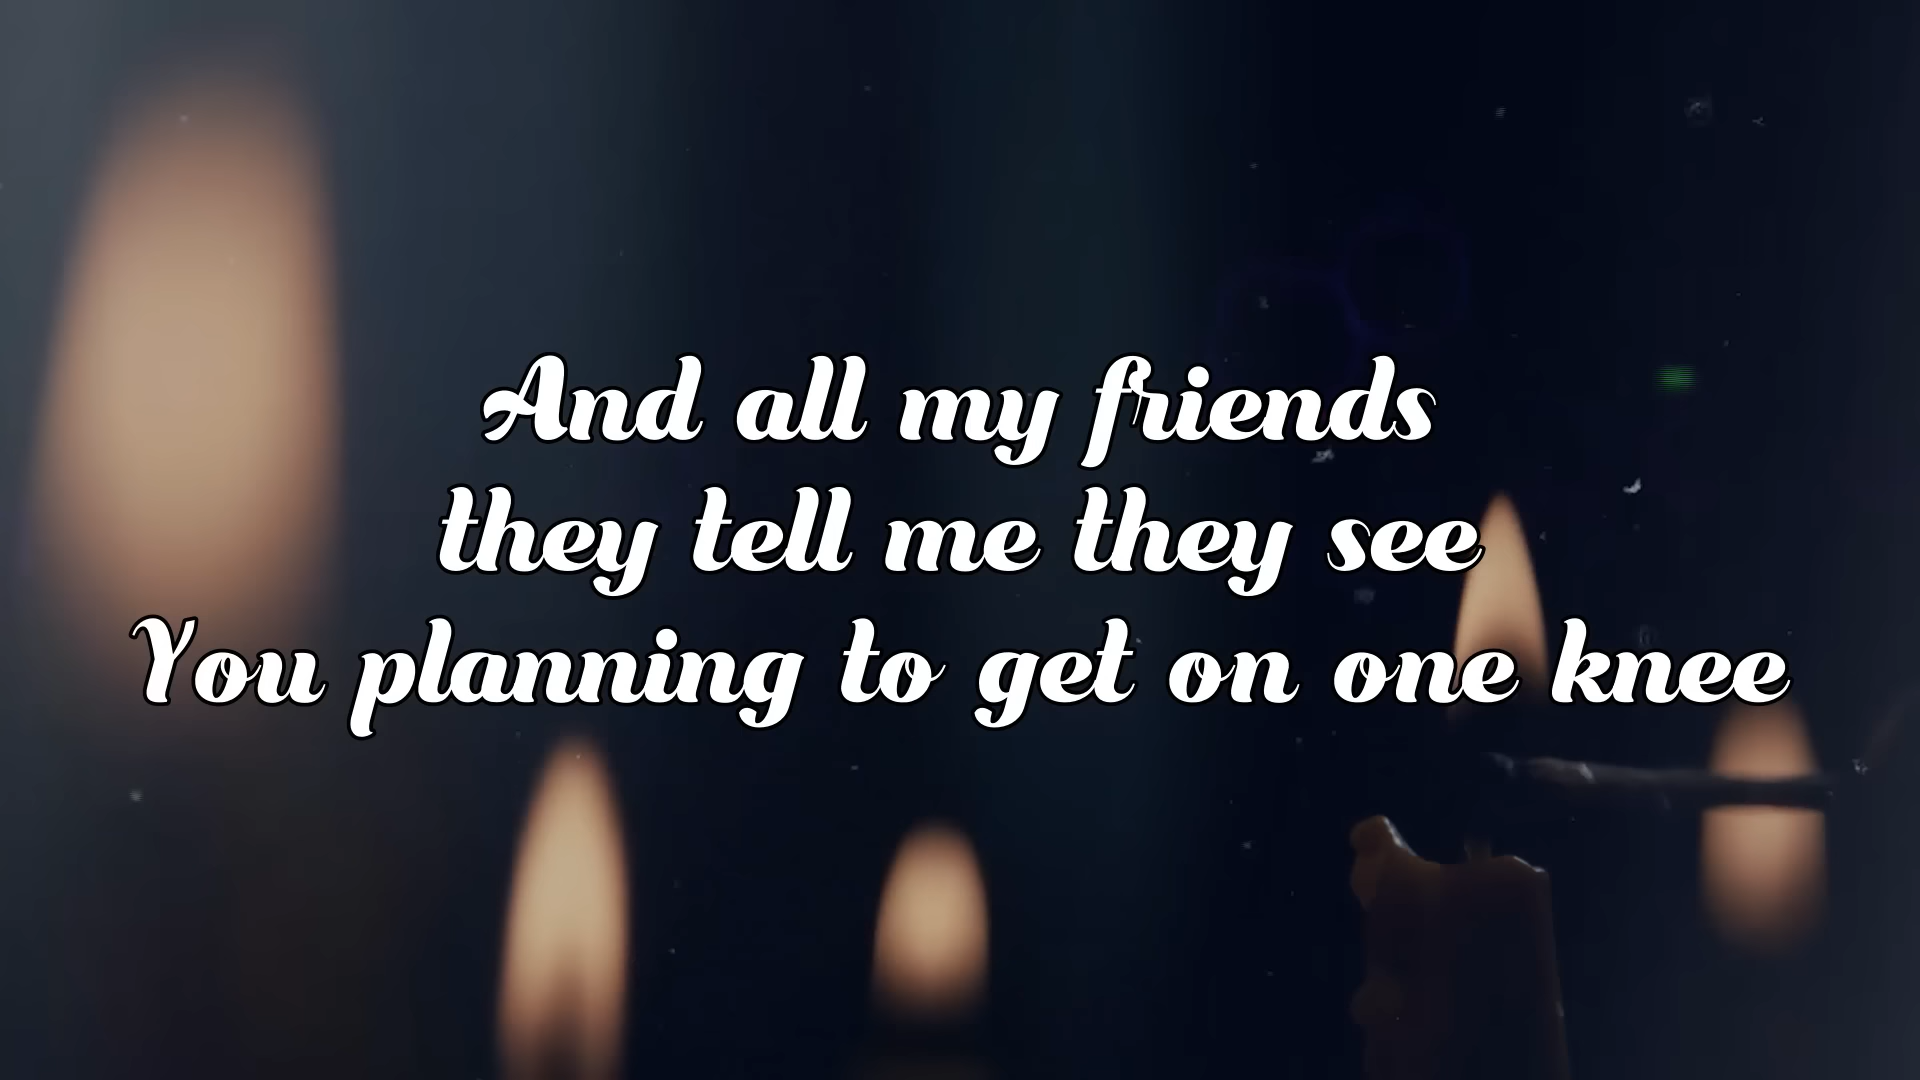 And all my friends
they tell me they see
You planning to get on one knee